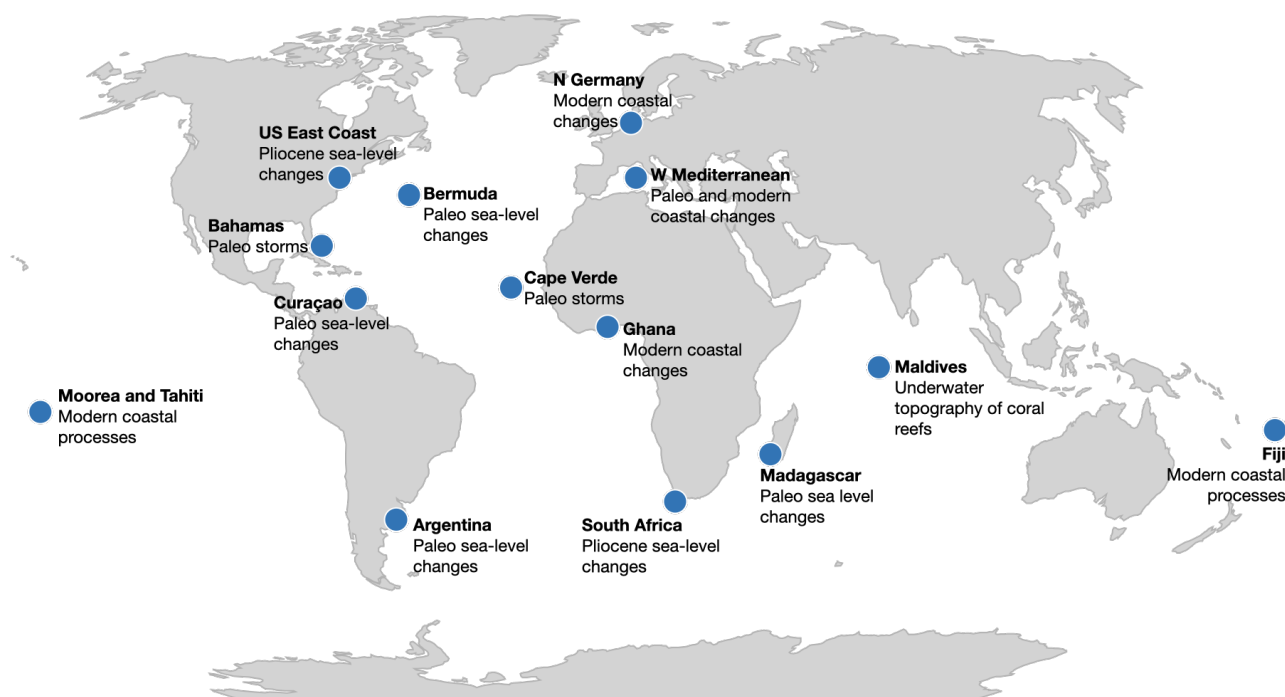 N Germany
Modern coastal
changes
US East Coast
Pliocene sea-level
changes
W Mediterranean
Paleo and modern
coastal changes
Bermuda
Paleo sea-level
changes
Bahamas
Paleo storms
Cape Verde
Paleo storms
Curaçao
Paleo sea-level
changes
Ghana
Modern coastal
changes
Maldives
Underwater
topography of coral
reefs
Moorea and Tahiti
Modern coastal
processes
Fiji
Modern coastal
processes
Madagascar
Paleo sea level
changes
Argentina
Paleo sea-level
changes
South Africa
Pliocene sea-level
changes